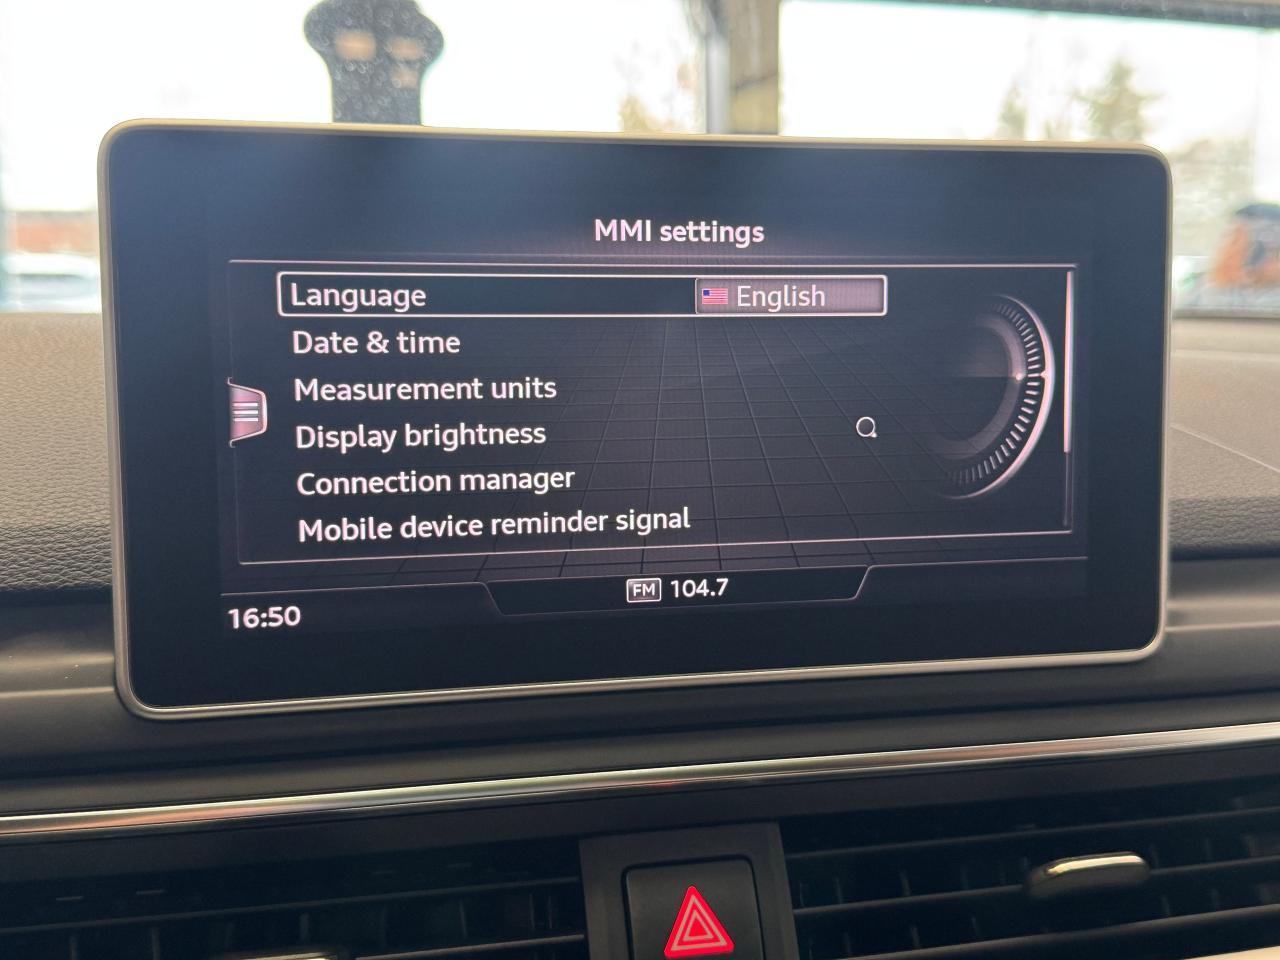 MMI settings
Language English
Date & time
Measurement units
Display brightness
Connection manager
Mobile device reminder signal
FM 104.7
16:50